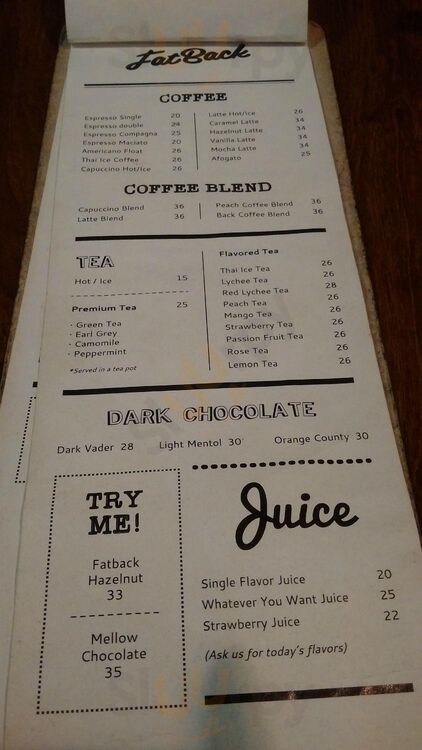 FatBack
COFFEE
Espresso Single 20
Espresso double 24
Espresso Compagna 25
Espresso Maciato 20
Americano Float 26
Thai Ice Coffee 26
Capuccino Hot/Ice 26
Latte Hot/Ice 26
Caramel Latte 34
Hazelnut Latte 34
Vanilla Latte 34
Mocha Latte 34
Afogato 25
COFFEE BLEND
Capuccino Blend 36
Latte Blend 36
Peach Coffee Blend 36
Back Coffee Blend 36
TEA
Hot / Ice 15
Premium Tea 25
· Green Tea
· Earl Grey
· Camomile
· Peppermint
*Served in a tea pot
Flavored Tea
Thai Ice Tea 26
Lychee Tea 26
Red Lychee Tea 28
Peach Tea 26
Mango Tea 26
Strawberry Tea 26
Passion Fruit Tea 26
Rose Tea 26
Lemon Tea 26
DARK CHOCOLATE
Dark Vader 28 Light Mentol 30 Orange County 30
TRY
ME!
Fatback
Hazelnut
33
Mellow
Chocolate
35
Juice
Single Flavor Juice 20
Whatever You Want Juice 25
Strawberry Juice 22
(Ask us for today's flavors)